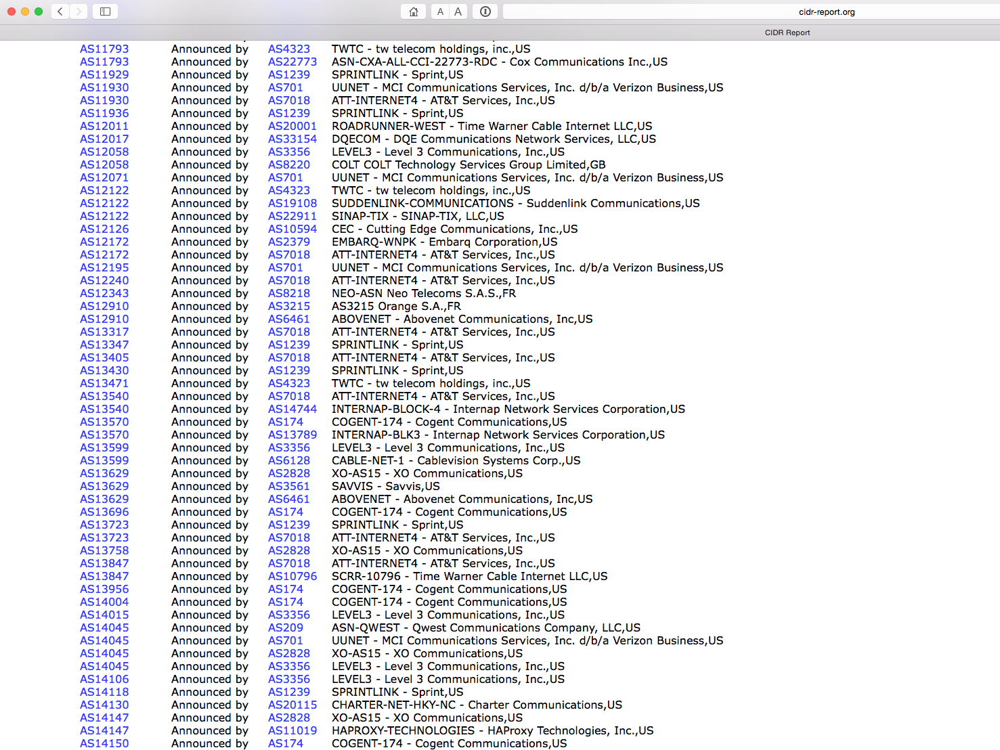 A A cidr-report.org
CIDR Report
AS11793 Announced by AS4323 TWTC - tw telecom holdings, inc.,US
AS11793 Announced by AS22773 ASN-CXA-ALL-CCI-22773-RDC - Cox Communications Inc.,US
AS11929 Announced by AS1239 SPRINTLINK - Sprint,US
AS11930 Announced by AS701 UUNET - MCI Communications Services, Inc. d/b/a Verizon Business,US
AS11930 Announced by AS7018 ATT-INTERNET4 - AT&T Services, Inc.,US
AS11936 Announced by AS1239 SPRINTLINK - Sprint,US
AS12011 Announced by AS20001 ROADRUNNER-WEST - Time Warner Cable Internet LLC,US
AS12017 Announced by AS33154 DQECOM - DQE Communications Network Services, LLC,US
AS12058 Announced by AS3356 LEVEL3 - Level 3 Communications, Inc.,US
AS12058 Announced by AS8220 COLT COLT Technology Services Group Limited,GB
AS12071 Announced by AS701 UUNET - MCI Communications Services, Inc. d/b/a Verizon Business,US
AS12122 Announced by AS4323 TWTC - tw telecom holdings, inc.,US
AS12122 Announced by AS19108 SUDDENLINK-COMMUNICATIONS - Suddenlink Communications,US
AS12122 Announced by AS22911 SINAP-TIX - SINAP-TIX, LLC,US
AS12126 Announced by AS10594 CEC - Cutting Edge Communications, Inc.,US
AS12172 Announced by AS2379 EMBARQ-WNPK - Embarq Corporation,US
AS12172 Announced by AS7018 ATT-INTERNET4 - AT&T Services, Inc.,US
AS12195 Announced by AS701 UUNET - MCI Communications Services, Inc. d/b/a Verizon Business,US
AS12240 Announced by AS7018 ATT-INTERNET4 - AT&T Services, Inc.,US
AS12343 Announced by AS8218 NEO-ASN Neo Telecoms S.A.S.,FR
AS12910 Announced by AS3215 AS3215 Orange S.A.,FR
AS12910 Announced by AS6461 ABOVENET - Abovenet Communications, Inc,US
AS13317 Announced by AS7018 ATT-INTERNET4 - AT&T Services, Inc.,US
AS13347 Announced by AS1239 SPRINTLINK - Sprint,US
AS13405 Announced by AS7018 ATT-INTERNET4 - AT&T Services, Inc.,US
AS13430 Announced by AS1239 SPRINTLINK - Sprint,US
AS13471 Announced by AS4323 TWTC - tw telecom holdings, inc.,US
AS13540 Announced by AS7018 ATT-INTERNET4 - AT&T Services, Inc.,US
AS13540 Announced by AS14744 INTERNAP-BLOCK-4 - Internap Network Services Corporation,US
AS13570 Announced by AS174 COGENT-174 - Cogent Communications,US
AS13570 Announced by AS13789 INTERNAP-BLK3 - Internap Network Services Corporation,US
AS13599 Announced by AS3356 LEVEL3 - Level 3 Communications, Inc.,US
AS13599 Announced by AS6128 CABLE-NET-1 - Cablevision Systems Corp.,US
AS13629 Announced by AS2828 XO-AS15 - XO Communications,US
AS13629 Announced by AS3561 SAVVIS - Savvis,US
AS13629 Announced by AS6461 ABOVENET - Abovenet Communications, Inc,US
AS13696 Announced by AS174 COGENT-174 - Cogent Communications,US
AS13723 Announced by AS1239 SPRINTLINK - Sprint,US
AS13723 Announced by AS7018 ATT-INTERNET4 - AT&T Services, Inc.,US
AS13758 Announced by AS2828 XO-AS15 - XO Communications,US
AS13847 Announced by AS7018 ATT-INTERNET4 - AT&T Services, Inc.,US
AS13847 Announced by AS10796 SCRR-10796 - Time Warner Cable Internet LLC,US
AS13956 Announced by AS174 COGENT-174 - Cogent Communications,US
AS14004 Announced by AS174 COGENT-174 - Cogent Communications,US
AS14015 Announced by AS3356 LEVEL3 - Level 3 Communications, Inc.,US
AS14045 Announced by AS209 ASN-QWEST - Qwest Communications Company, LLC,US
AS14045 Announced by AS701 UUNET - MCI Communications Services, Inc. d/b/a Verizon Business,US
AS14045 Announced by AS2828 XO-AS15 - XO Communications,US
AS14045 Announced by AS3356 LEVEL3 - Level 3 Communications, Inc.,US
AS14106 Announced by AS3356 LEVEL3 - Level 3 Communications, Inc.,US
AS14118 Announced by AS1239 SPRINTLINK - Sprint,US
AS14130 Announced by AS20115 CHARTER-NET-HKY-NC - Charter Communications,US
AS14147 Announced by AS2828 XO-AS15 - XO Communications,US
AS14147 Announced by AS11019 HAPROXY-TECHNOLOGIES - HAProxy Technologies, Inc.,US
AS14150 Announced by AS174 COGENT-174 - Cogent Communications,US